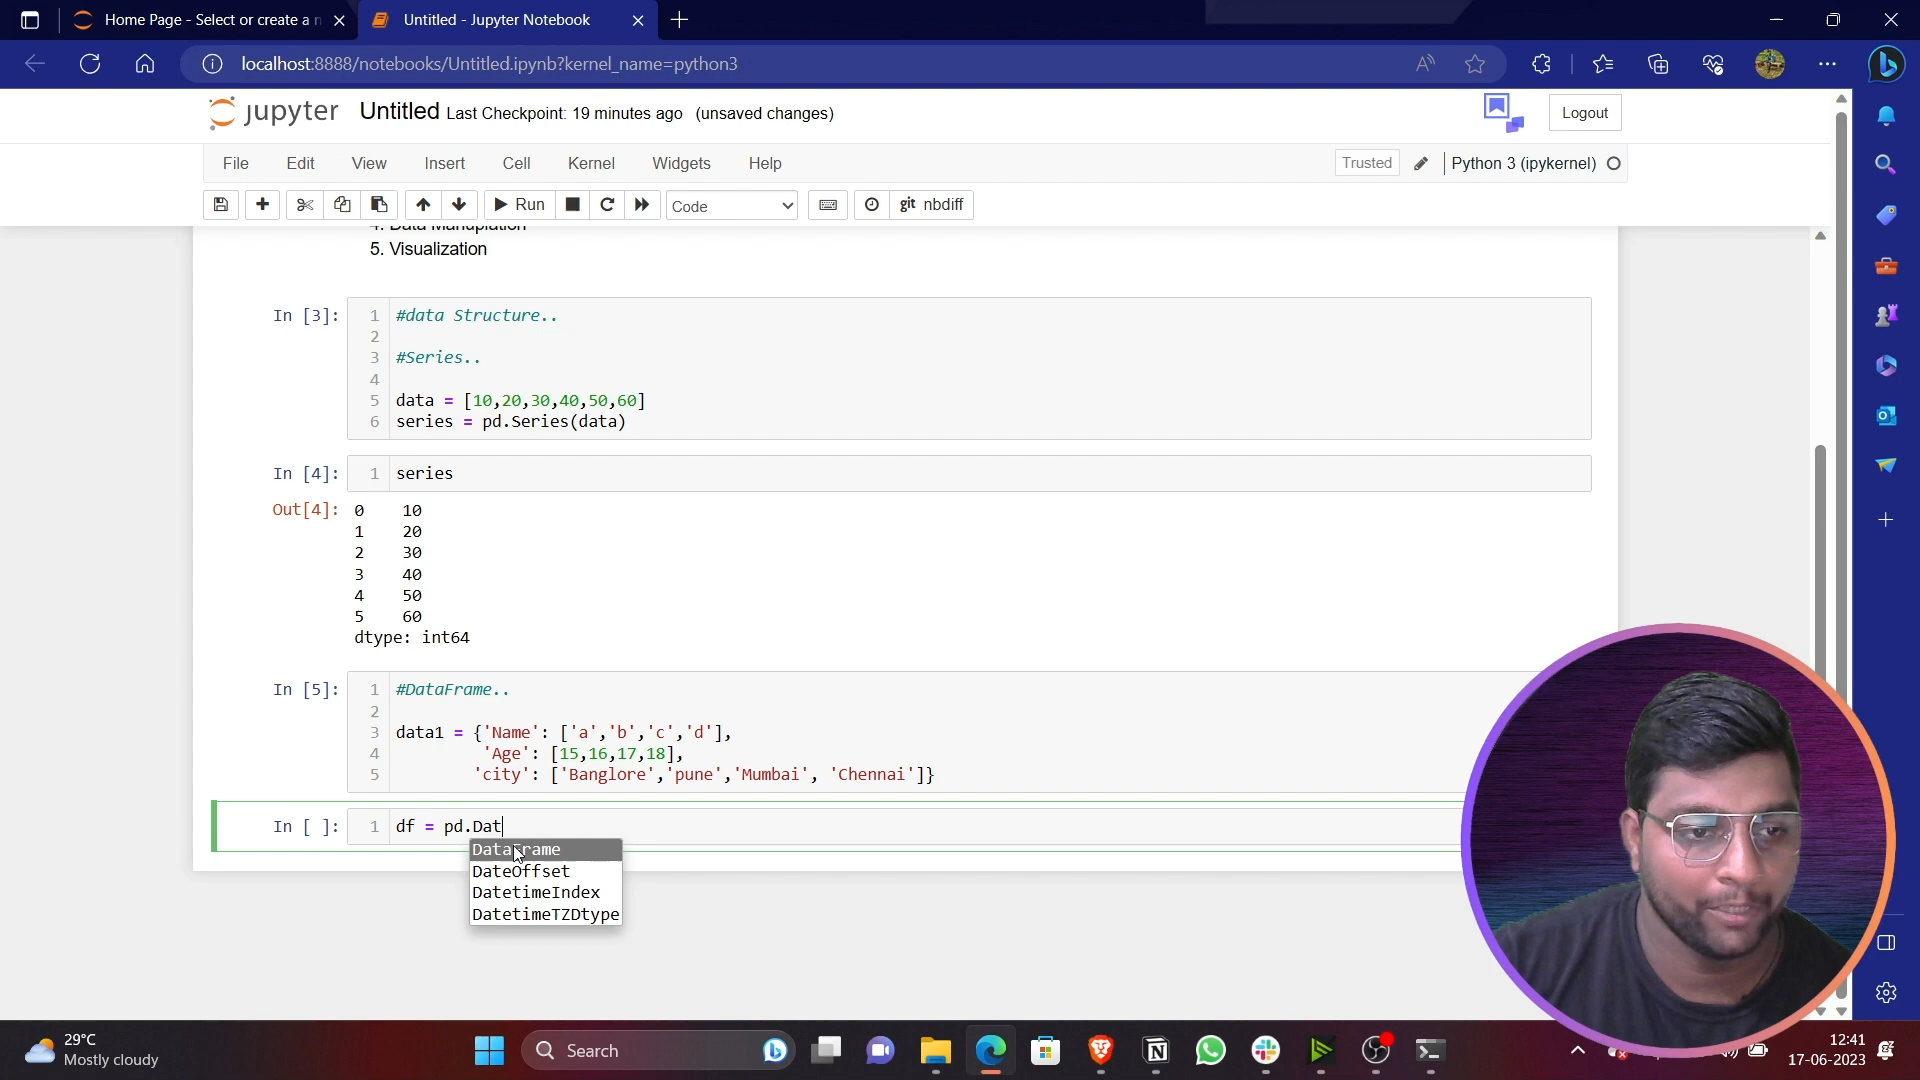 Home Page - Select or create a n
Untitled - Jupyter Notebook
localhost:8888/notebooks/Untitled.ipynb?kernel_name=python3
jupyter Untitled Last Checkpoint: 19 minutes ago (unsaved changes)
Logout
File Edit View Insert Cell Kernel Widgets Help
Trusted Python 3 (ipykernel)
Run Code git nbdiff
4. Data Manupiation
5. Visualization
In [3]: 1 #data Structure..
2
3 #Series..
4
5 data = [10,20,30,40,50,60]
6 series = pd.Series(data)
In [4]: 1 series
Out[4]: 0 10
1 20
2 30
3 40
4 50
5 60
dtype: int64
In [5]: 1 #DataFrame..
2
3 data1 = {'Name': ['a','b','c','d'],
4 'Age': [15,16,17,18],
5 'city': ['Banglore','pune','Mumbai', 'Chennai']}
In [ ]: 1 df = pd.Dat
DataFrame
DateOffset
DatetimeIndex
DatetimeTZDtype
29°C
Mostly cloudy
Search
12:41
17-06-2023